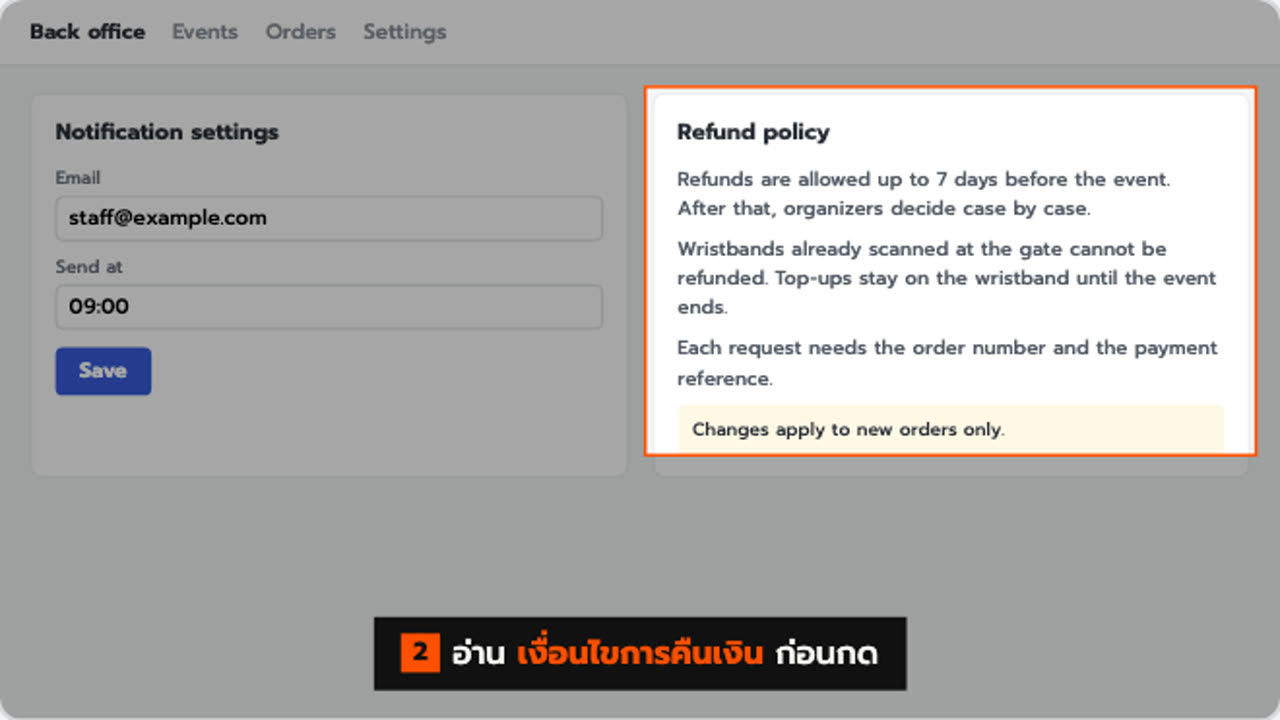 Back office Events Orders Settings
Notification settings
Email
staff@example.com
Send at
09:00
Save
Refund policy
Refunds are allowed up to 7 days before the event.
After that, organizers decide case by case.
Wristbands already scanned at the gate cannot be
refunded. Top-ups stay on the wristband until the event
ends.
Each request needs the order number and the payment
reference.
Changes apply to new orders only.
2 อ่าน เงื่อนไขการคืนเงิน ก่อนกด